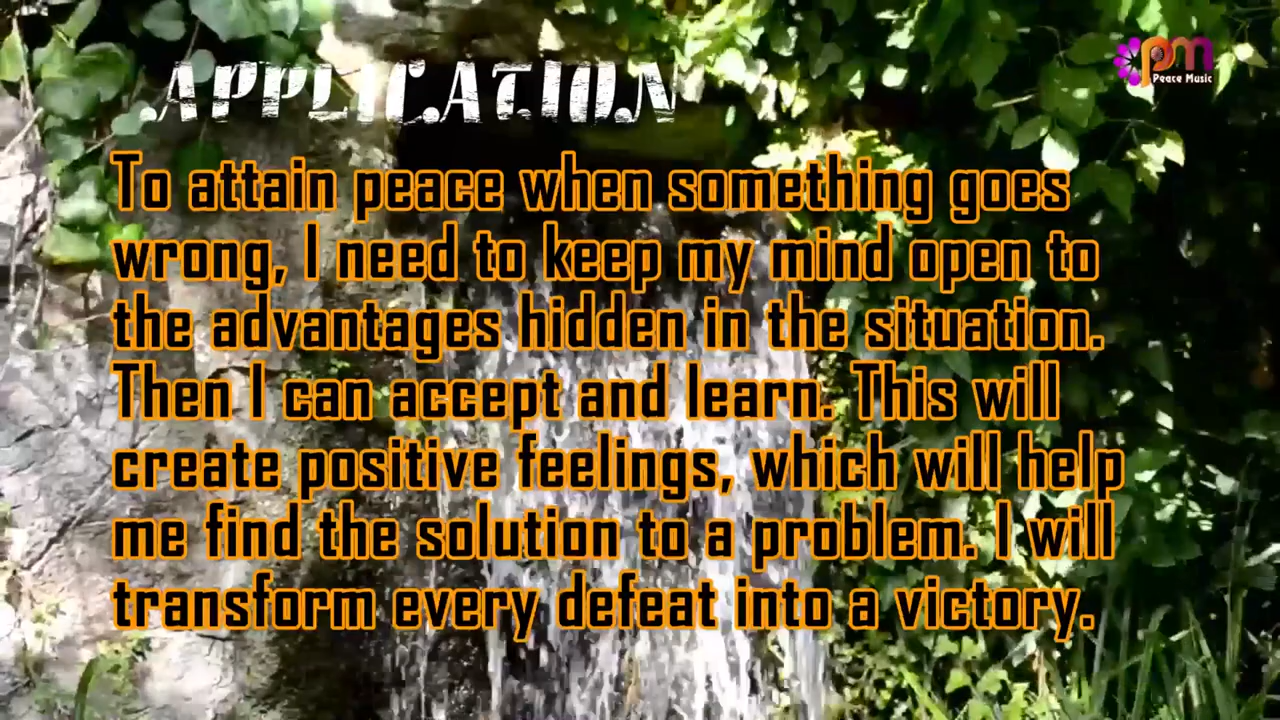 APPLICATION
pm
Peace Music
To attain peace when something goes
wrong, I need to keep my mind open to
the advantages hidden in the situation.
Then I can accept and learn. This will
create positive feelings, which will help
me find the solution to a problem. I will
transform every defeat into a victory.